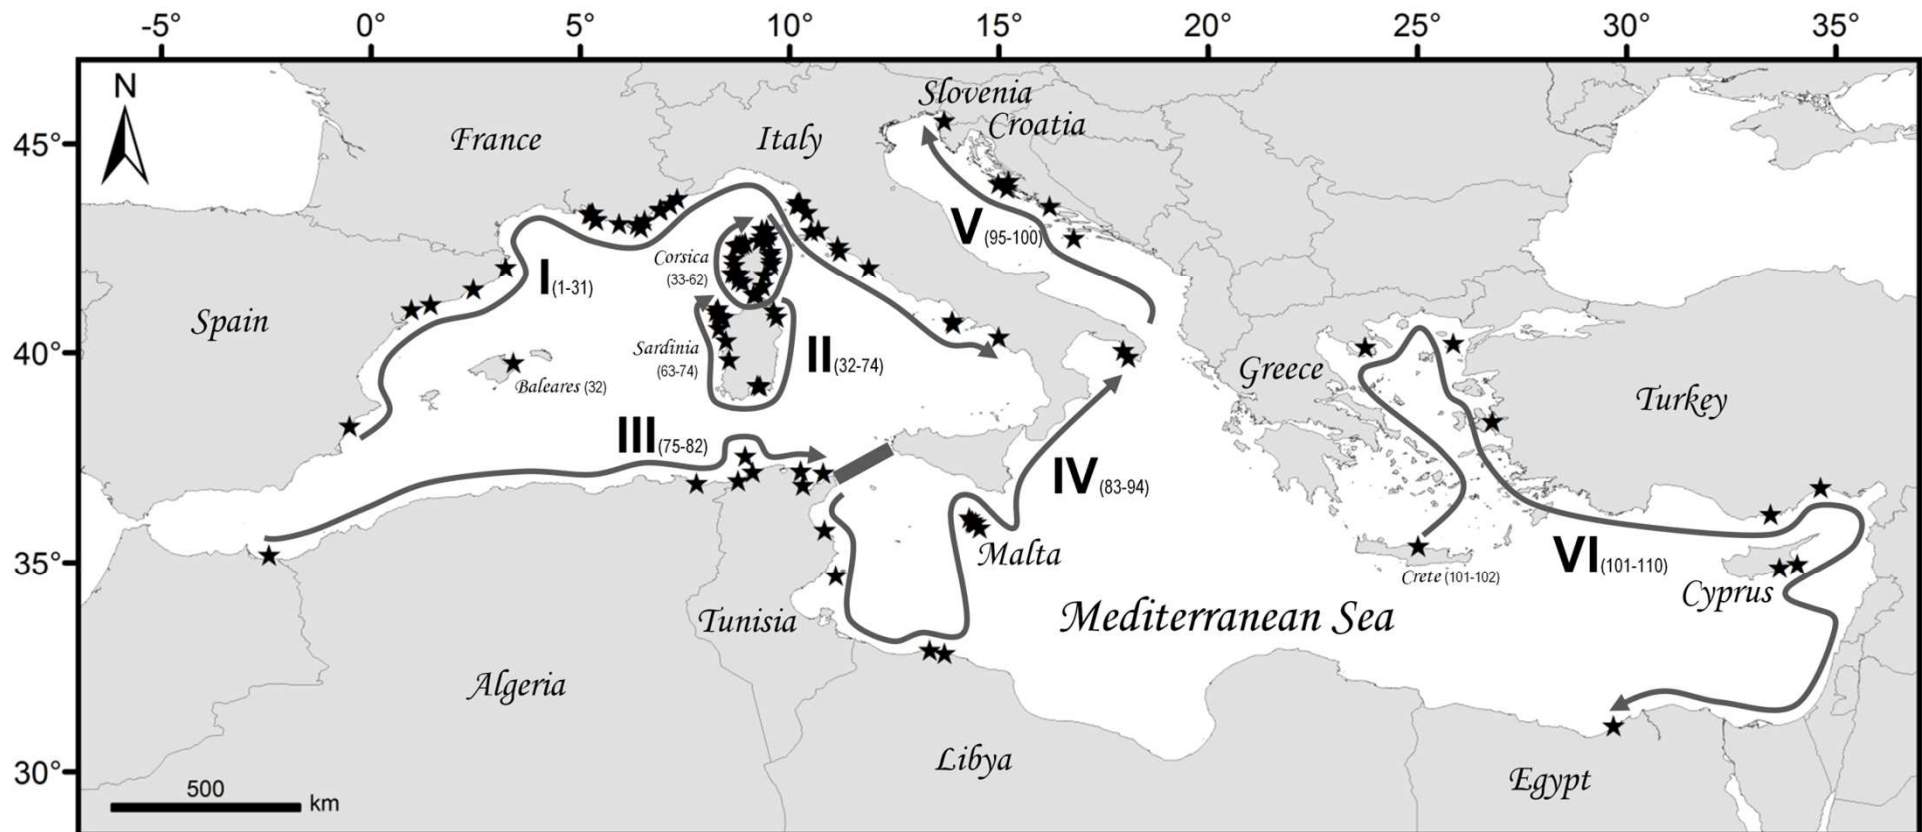 -5° 0° 5° 10° 15° 20° 25° 30° 35°
N
45°
40°
35°
30°
Slovenia
Croatia
France
Italy
V (95-100)
Corsica
(33-62)
I (1-31)
Spain
Sardinia
(63-74)
II (32-74)
Baleares (32)
Greece
Turkey
III (75-82)
IV (83-94)
Malta
VI (101-110)
Crete (101-102)
Cyprus
Mediterranean Sea
Tunisia
Algeria
Libya
Egypt
500
km